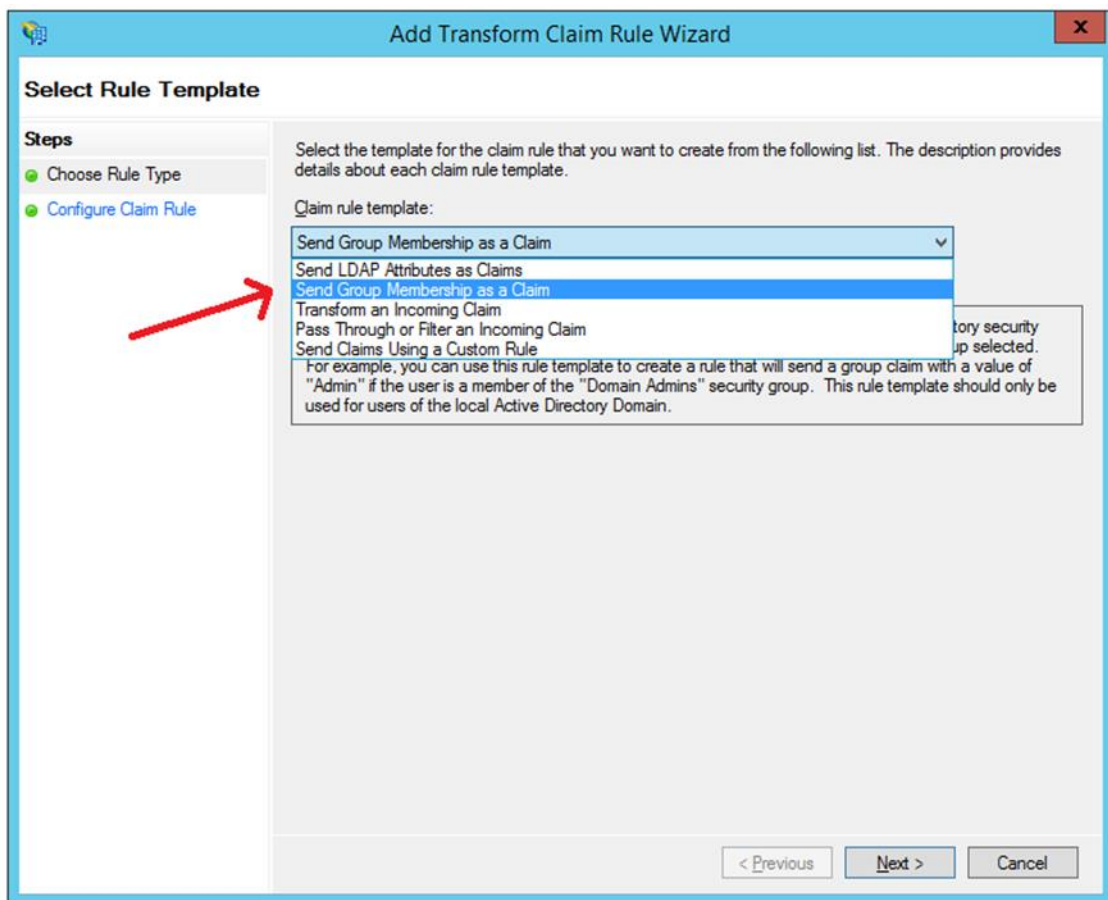 Add Transform Claim Rule Wizard
x
Select Rule Template
Steps
Choose Rule Type
Configure Claim Rule
Select the template for the claim rule that you want to create from the following list. The description provides
details about each claim rule template.
Claim rule template:
Send Group Membership as a Claim
Send LDAP Attributes as Claims
Send Group Membership as a Claim
Transform an Incoming Claim
Pass Through or Filter an Incoming Claim
Send Claims Using a Custom Rule
tory security
up selected.
For example, you can use this rule template to create a rule that will send a group claim with a value of
"Admin" if the user is a member of the "Domain Admins" security group. This rule template should only be
used for users of the local Active Directory Domain.
< Previous
Next >
Cancel